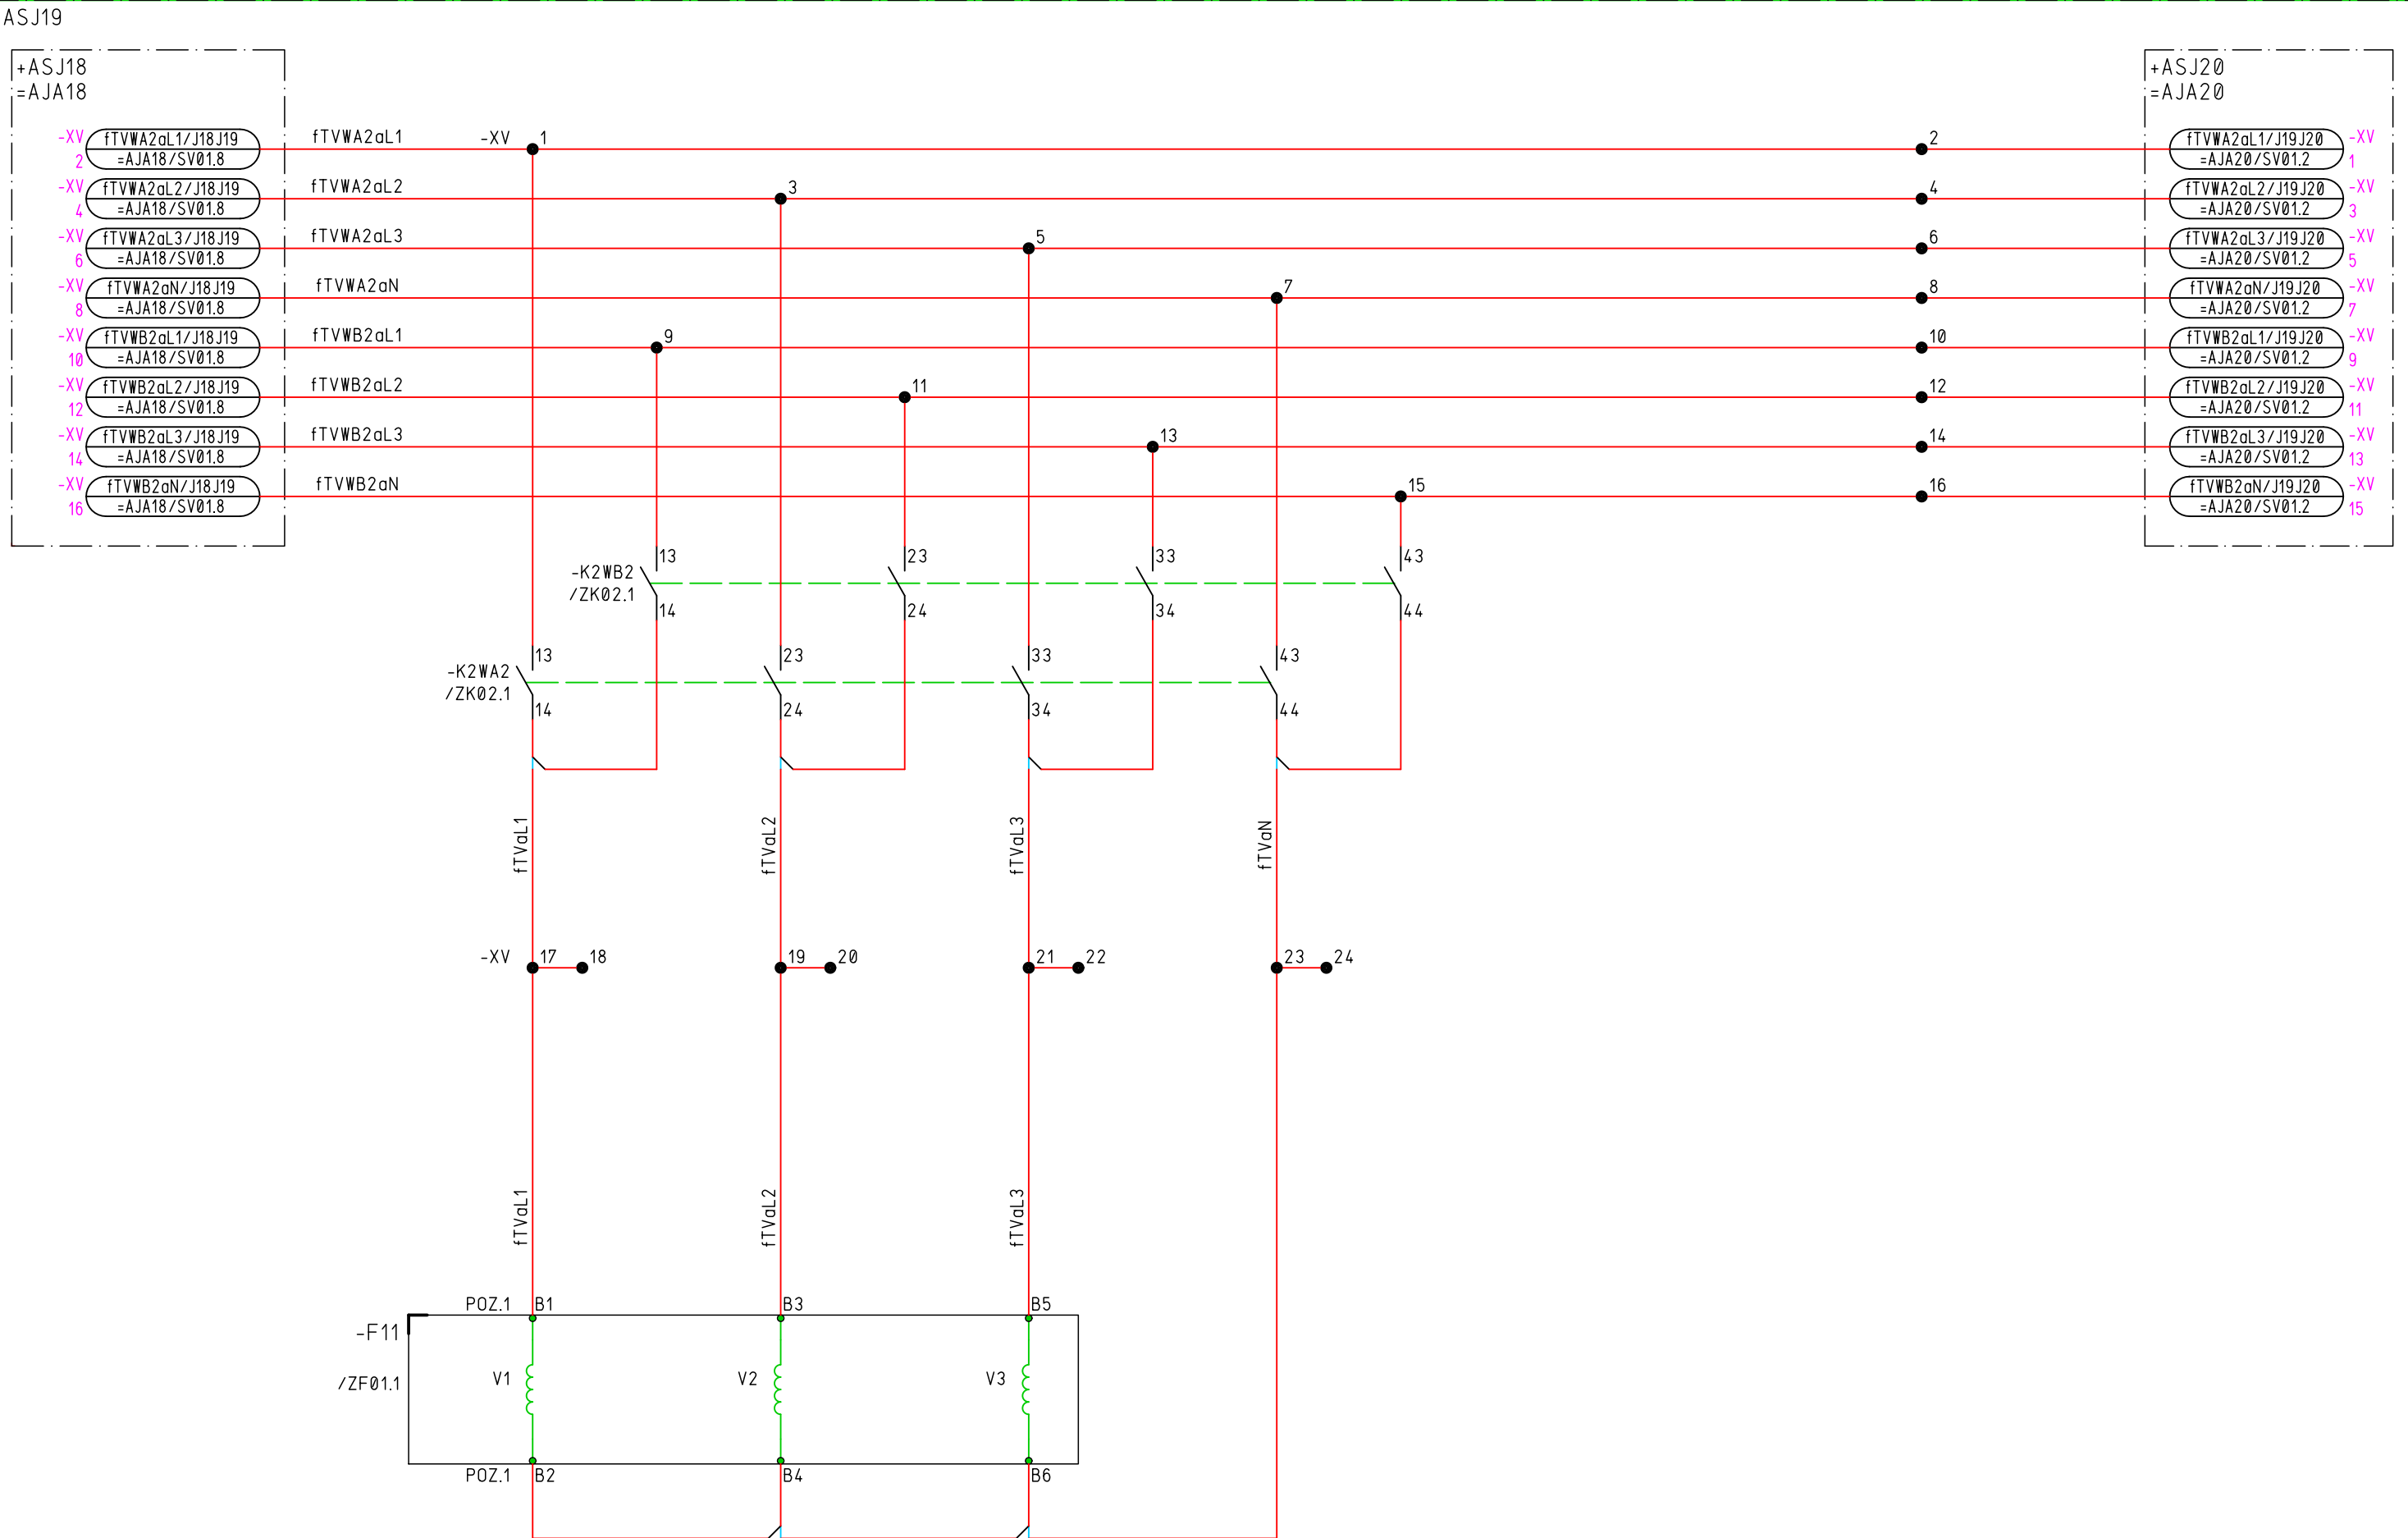 ASJ19
+ASJ18
=AJA18
+ASJ20
=AJA20
-XV fTVWA2aL1/J18J19 fTVWA2aL1 -XV 1 2 fTVWA2aL1/J19J20 -XV
2 =AJA18/SV01.8 =AJA20/SV01.2 1
-XV fTVWA2aL2/J18J19 fTVWA2aL2 3 4 fTVWA2aL2/J19J20 -XV
4 =AJA18/SV01.8 =AJA20/SV01.2 3
-XV fTVWA2aL3/J18J19 fTVWA2aL3 5 6 fTVWA2aL3/J19J20 -XV
6 =AJA18/SV01.8 =AJA20/SV01.2 5
-XV fTVWA2aN/J18J19 fTVWA2aN 7 8 fTVWA2aN/J19J20 -XV
8 =AJA18/SV01.8 =AJA20/SV01.2 7
-XV fTVWB2aL1/J18J19 fTVWB2aL1 9 10 fTVWB2aL1/J19J20 -XV
10 =AJA18/SV01.8 =AJA20/SV01.2 9
-XV fTVWB2aL2/J18J19 fTVWB2aL2 11 12 fTVWB2aL2/J19J20 -XV
12 =AJA18/SV01.8 =AJA20/SV01.2 11
-XV fTVWB2aL3/J18J19 fTVWB2aL3 13 14 fTVWB2aL3/J19J20 -XV
14 =AJA18/SV01.8 =AJA20/SV01.2 13
-XV fTVWB2aN/J18J19 fTVWB2aN 15 16 fTVWB2aN/J19J20 -XV
16 =AJA18/SV01.8 =AJA20/SV01.2 15
13 23 33 43
-K2WB2
/ZK02.1
14 24 34 44
13 23 33 43
-K2WA2
/ZK02.1
14 24 34 44
fTVaL1 fTVaL2 fTVaL3 fTVaN
-XV 17 18 19 20 21 22 23 24
fTVaL1 fTVaL2 fTVaL3
POZ.1 B1 B3 B5
-F11
/ZF01.1 V1 V2 V3
POZ.1 B2 B4 B6